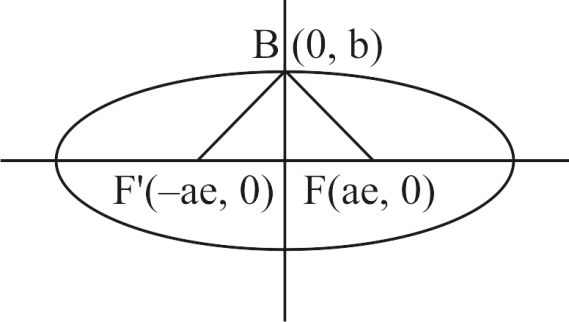 B (0, b)
F'(–ae, 0) F(ae, 0)